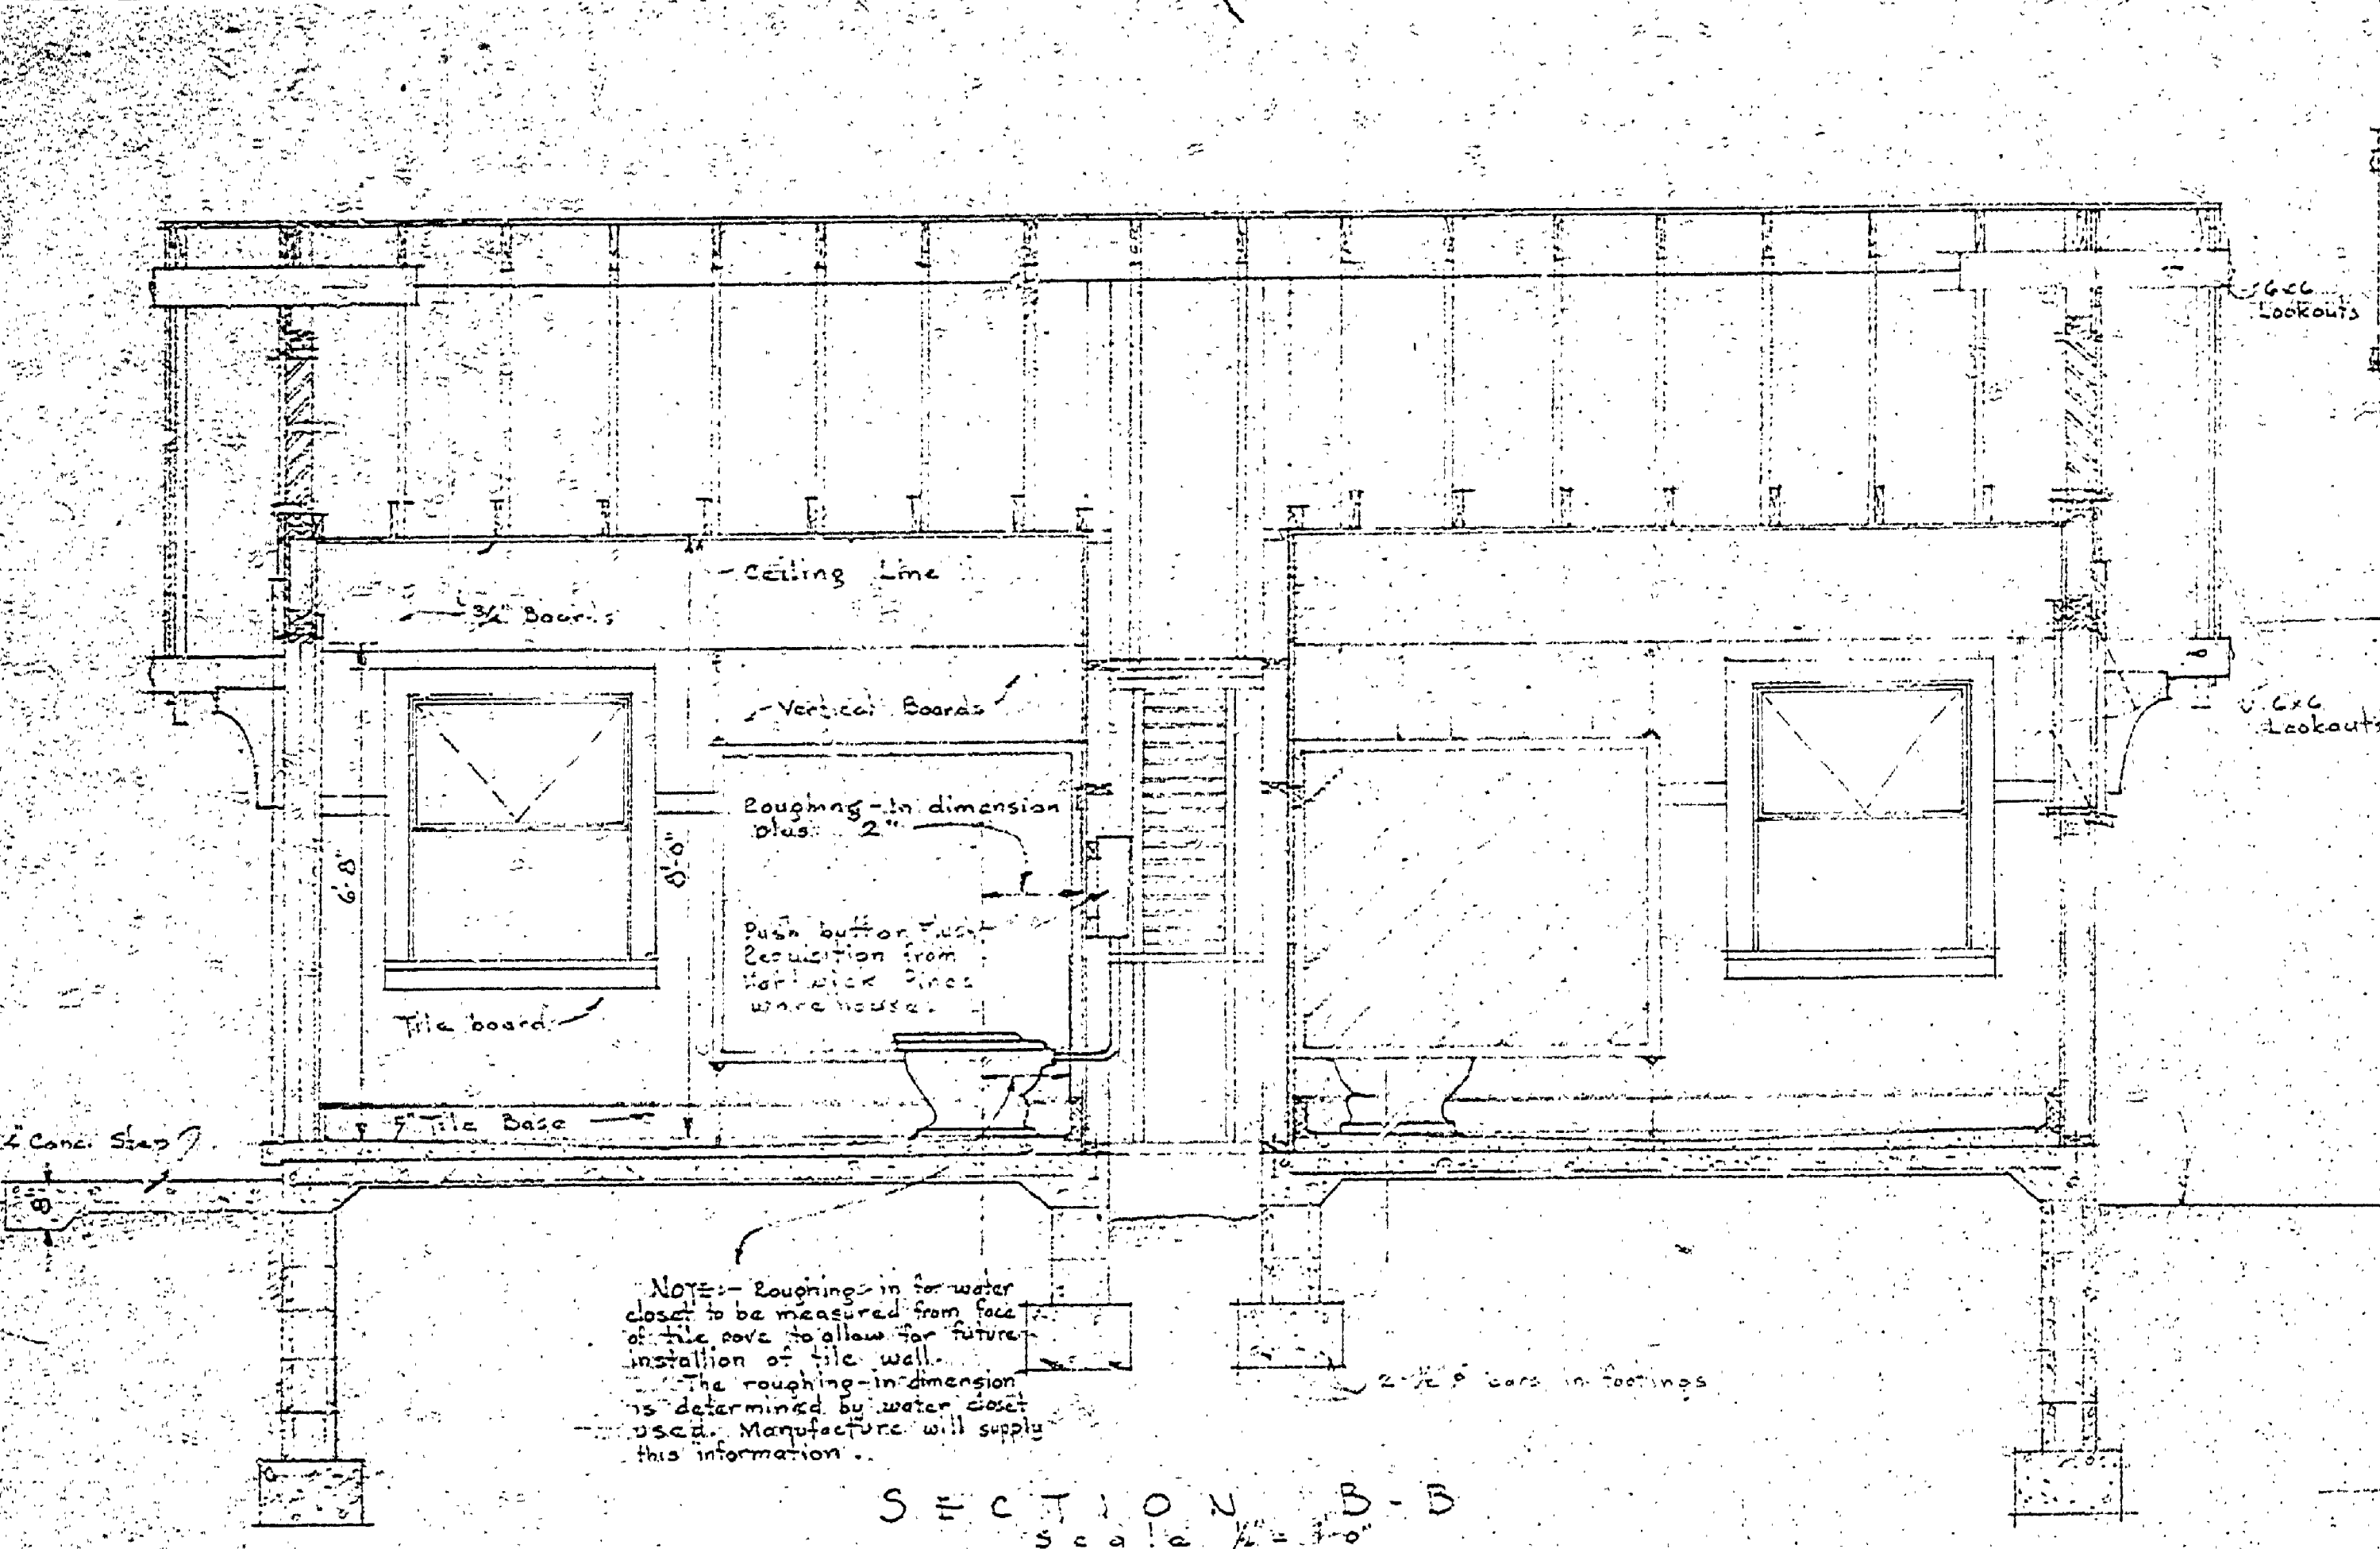 6x6
Lookouts
Ceiling Line
3/4" Boards
Vertical Boards
6x6
Lookouts
Roughing-in dimension
plus 2"
6'-8"
8'-0"
Push button Flush
Requisition from
Hartwick Pines
warehouse.
Tile board
5" Tile Base
4" Conc. Step
8"
NOTE:- Roughing-in for water
closet to be measured from face
of tile cove to allow for future
installion of tile wall.
The roughing-in dimension
is determined by water closet
used. Manufacture will supply
this information.
2-1/2" ø bars in footings
SECTION B-B
Scale 1/2" = 1'-0"